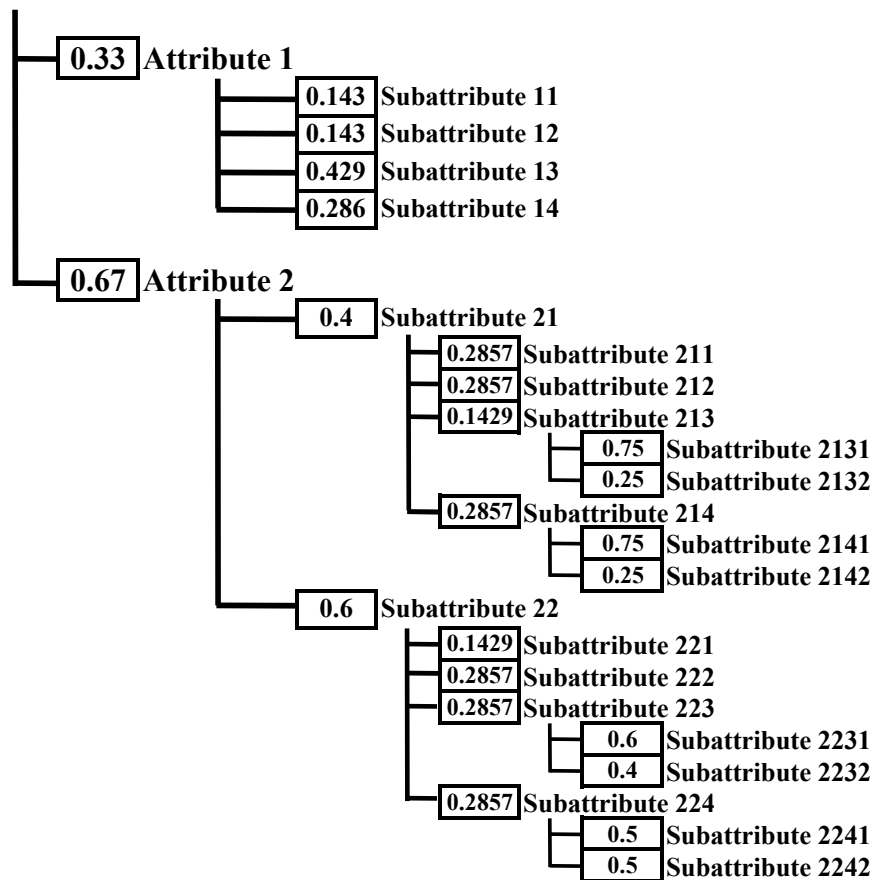 0.33 Attribute 1
0.143 Subattribute 11
0.143 Subattribute 12
0.429 Subattribute 13
0.286 Subattribute 14
0.67 Attribute 2
0.4 Subattribute 21
0.2857 Subattribute 211
0.2857 Subattribute 212
0.1429 Subattribute 213
0.75 Subattribute 2131
0.25 Subattribute 2132
0.2857 Subattribute 214
0.75 Subattribute 2141
0.25 Subattribute 2142
0.6 Subattribute 22
0.1429 Subattribute 221
0.2857 Subattribute 222
0.2857 Subattribute 223
0.6 Subattribute 2231
0.4 Subattribute 2232
0.2857 Subattribute 224
0.5 Subattribute 2241
0.5 Subattribute 2242